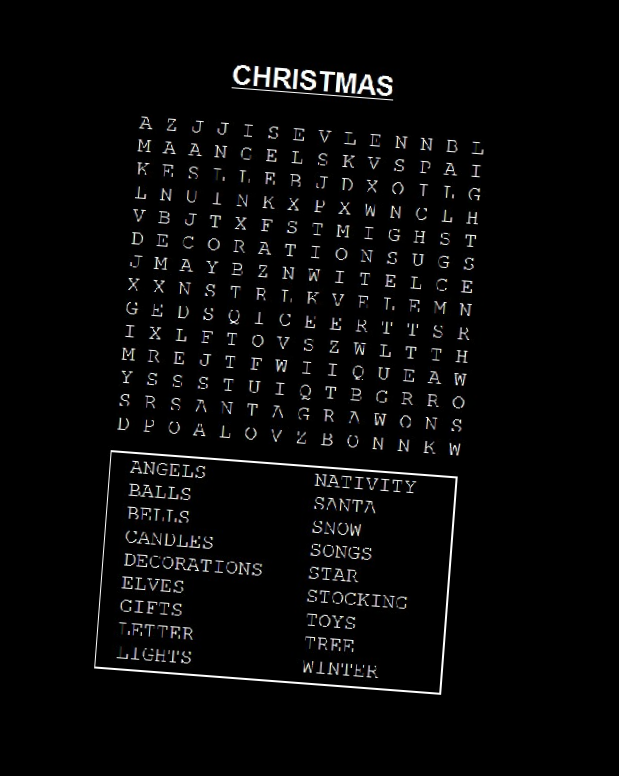 CHRISTMAS
A Z J J I S E V L E N N B L
M A A N G E L S K V S P A I
K E S L L E B J D X O I L G
L N U I N K X P X W N C L H
V B J T X F S T M I G H S T
D E C O R A T I O N S U G S
J M A Y B Z N W I T E L C E
X X N S T R L K V E L E M N
G E D S Q I C E E R T T S R
I X L F T O V S Z W L T T H
M R E J T F W I I Q U E A W
Y S S S T U I Q T B G R R O
S R S A N T A G R A W O N S
D P O A L O V Z B O N N K W
ANGELS NATIVITY
BALLS SANTA
BELLS SNOW
CANDLES SONGS
DECORATIONS STAR
ELVES STOCKING
GIFTS TOYS
LETTER TREE
LIGHTS WINTER